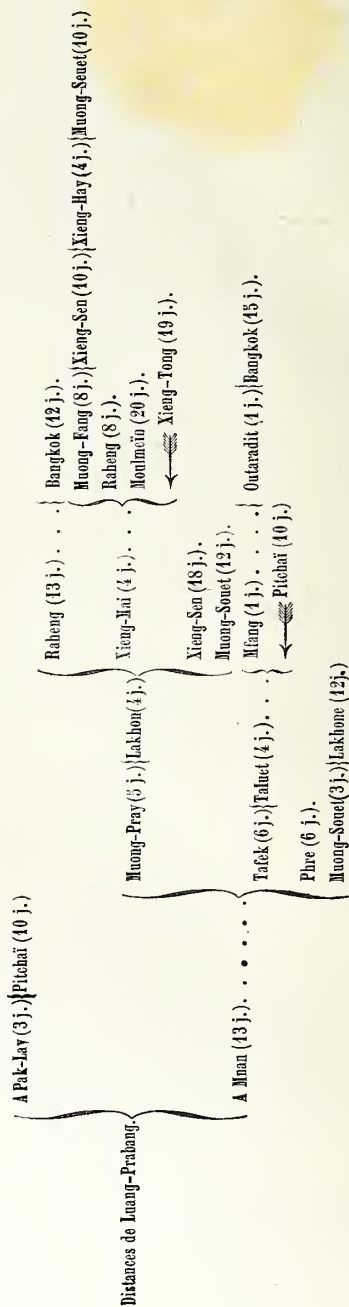 Distances de Luang-Prabang.
A Pak-Lay (3 j.) Pitchaï (10 j.)
A Mnan (13 j.) . . . . . .
Muong-Pray (5 j.) Lakhon (4 j.)
Raheng (13 j.) . . . . Bangkok (12 j.).
Xieng-Mai (4 j.) . . . .
Muong-Fang (8 j.) Xieng-Sen (10 j.) Xieng-Hay (4 j.) Muong-Seuet (10 j.)
Raheng (8 j.).
Moulmeïn (20 j.).
Xieng-Tong (19 j.).
Xieng-Sen (18 j.).
Muong-Souet (12 j.).
Tafek (6 j.) Taluet (4 j.) . . .
Mfang (1 j.) . . . . Outaradit (1 j.) Bangkok (15 j.).
Pitchaï (10 j.)
Phre (6 j.).
Muong-Souet (3 j.) Lakhone (12 j.)